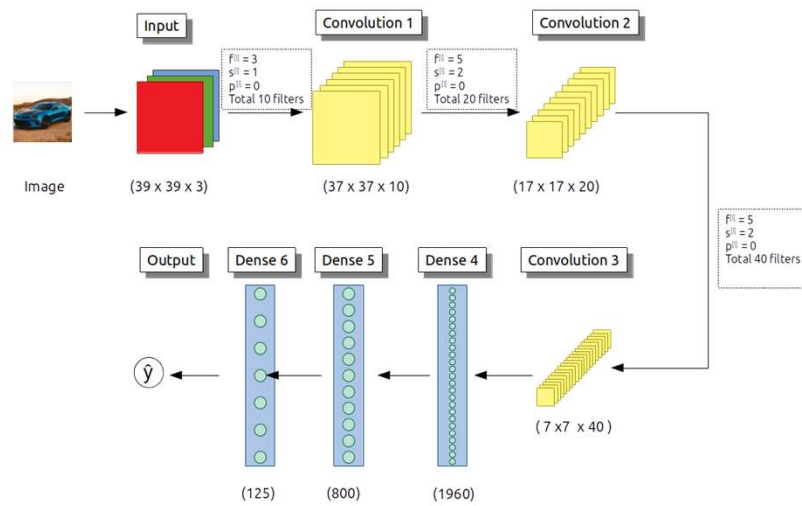 Input
Convolution 1
Convolution 2
f[l] = 3
s[l] = 1
p[l] = 0
Total 10 filters
f[l] = 5
s[l] = 2
p[l] = 0
Total 20 filters
Image
(39 x 39 x 3)
(37 x 37 x 10)
(17 x 17 x 20)
f[l] = 5
s[l] = 2
p[l] = 0
Total 40 filters
Output
Dense 6
Dense 5
Dense 4
Convolution 3
ŷ
( 7 x7 x 40 )
(125)
(800)
(1960)